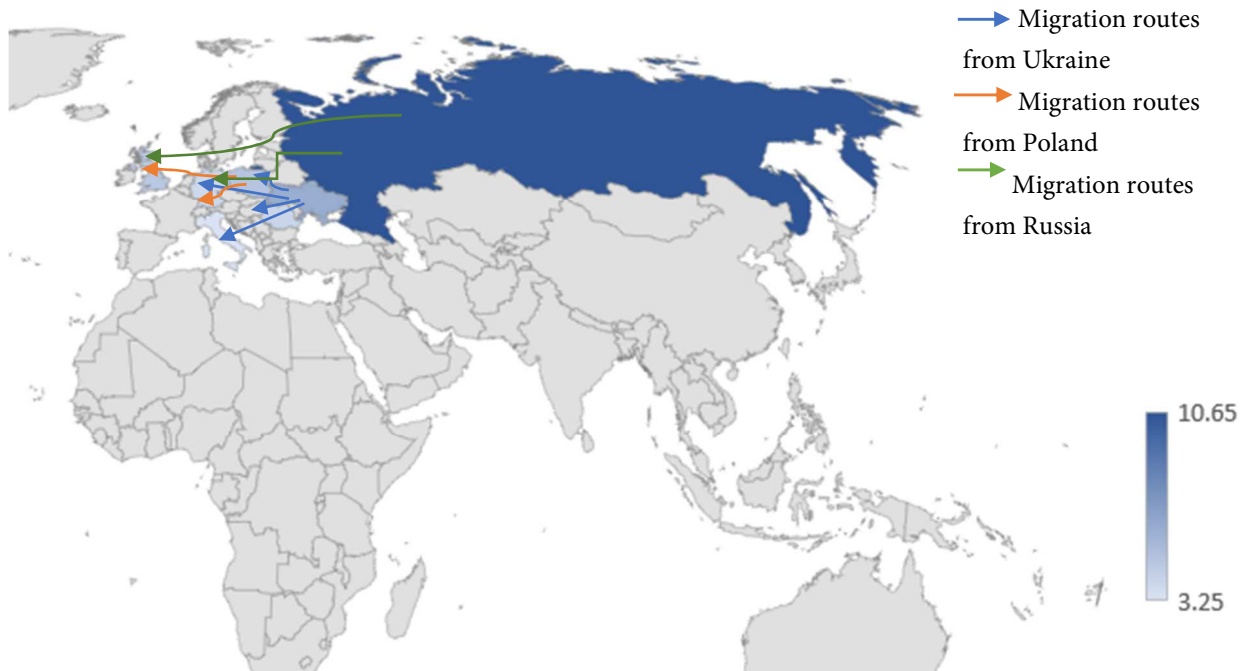 Migration routes
from Ukraine
Migration routes
from Poland
Migration routes
from Russia
10.65
3.25